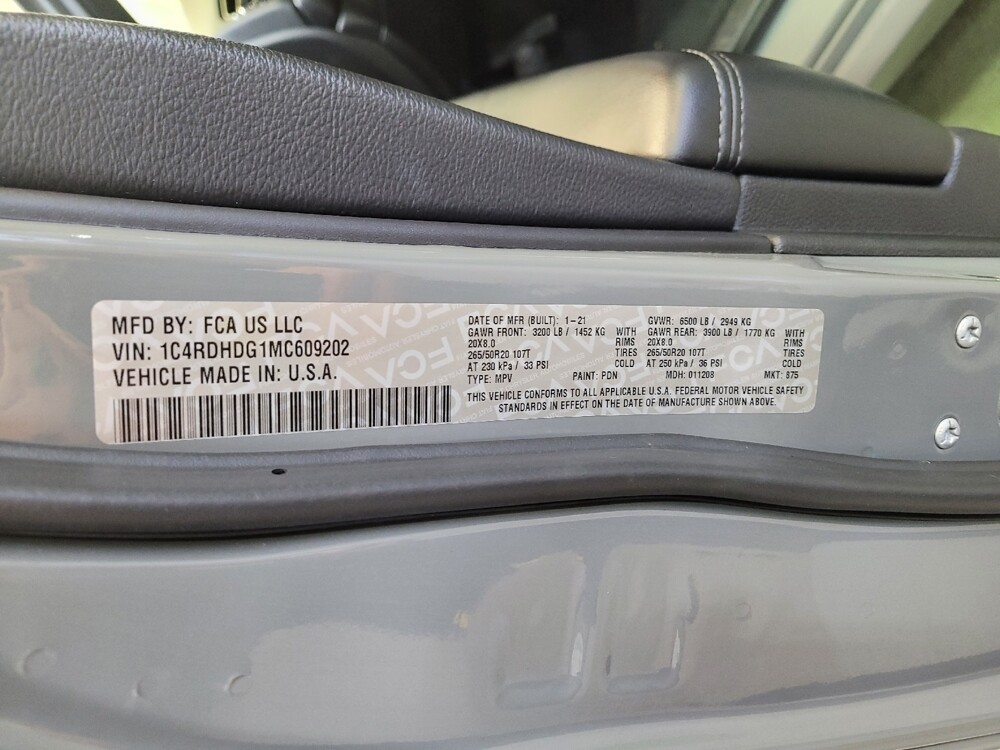 MFD BY: FCA US LLC
VIN: 1C4RDHDG1MC609202
VEHICLE MADE IN: U.S.A.
DATE OF MFR (BUILT): 1-21 GVWR: 6500 LB / 2949 KG
GAWR FRONT: 3200 LB / 1452 KG WITH GAWR REAR: 3900 LB / 1770 KG WITH
20X8.0 RIMS 20X8.0 RIMS
265/50R20 107T TIRES 265/50R20 107T TIRES
AT 230 kPa / 33 PSI COLD AT 250 kPa / 36 PSI COLD
TYPE: MPV PAINT: PDN MDH: 011208 MKT: 875
THIS VEHICLE CONFORMS TO ALL APPLICABLE U.S.A. FEDERAL MOTOR VEHICLE SAFETY
STANDARDS IN EFFECT ON THE DATE OF MANUFACTURE SHOWN ABOVE.